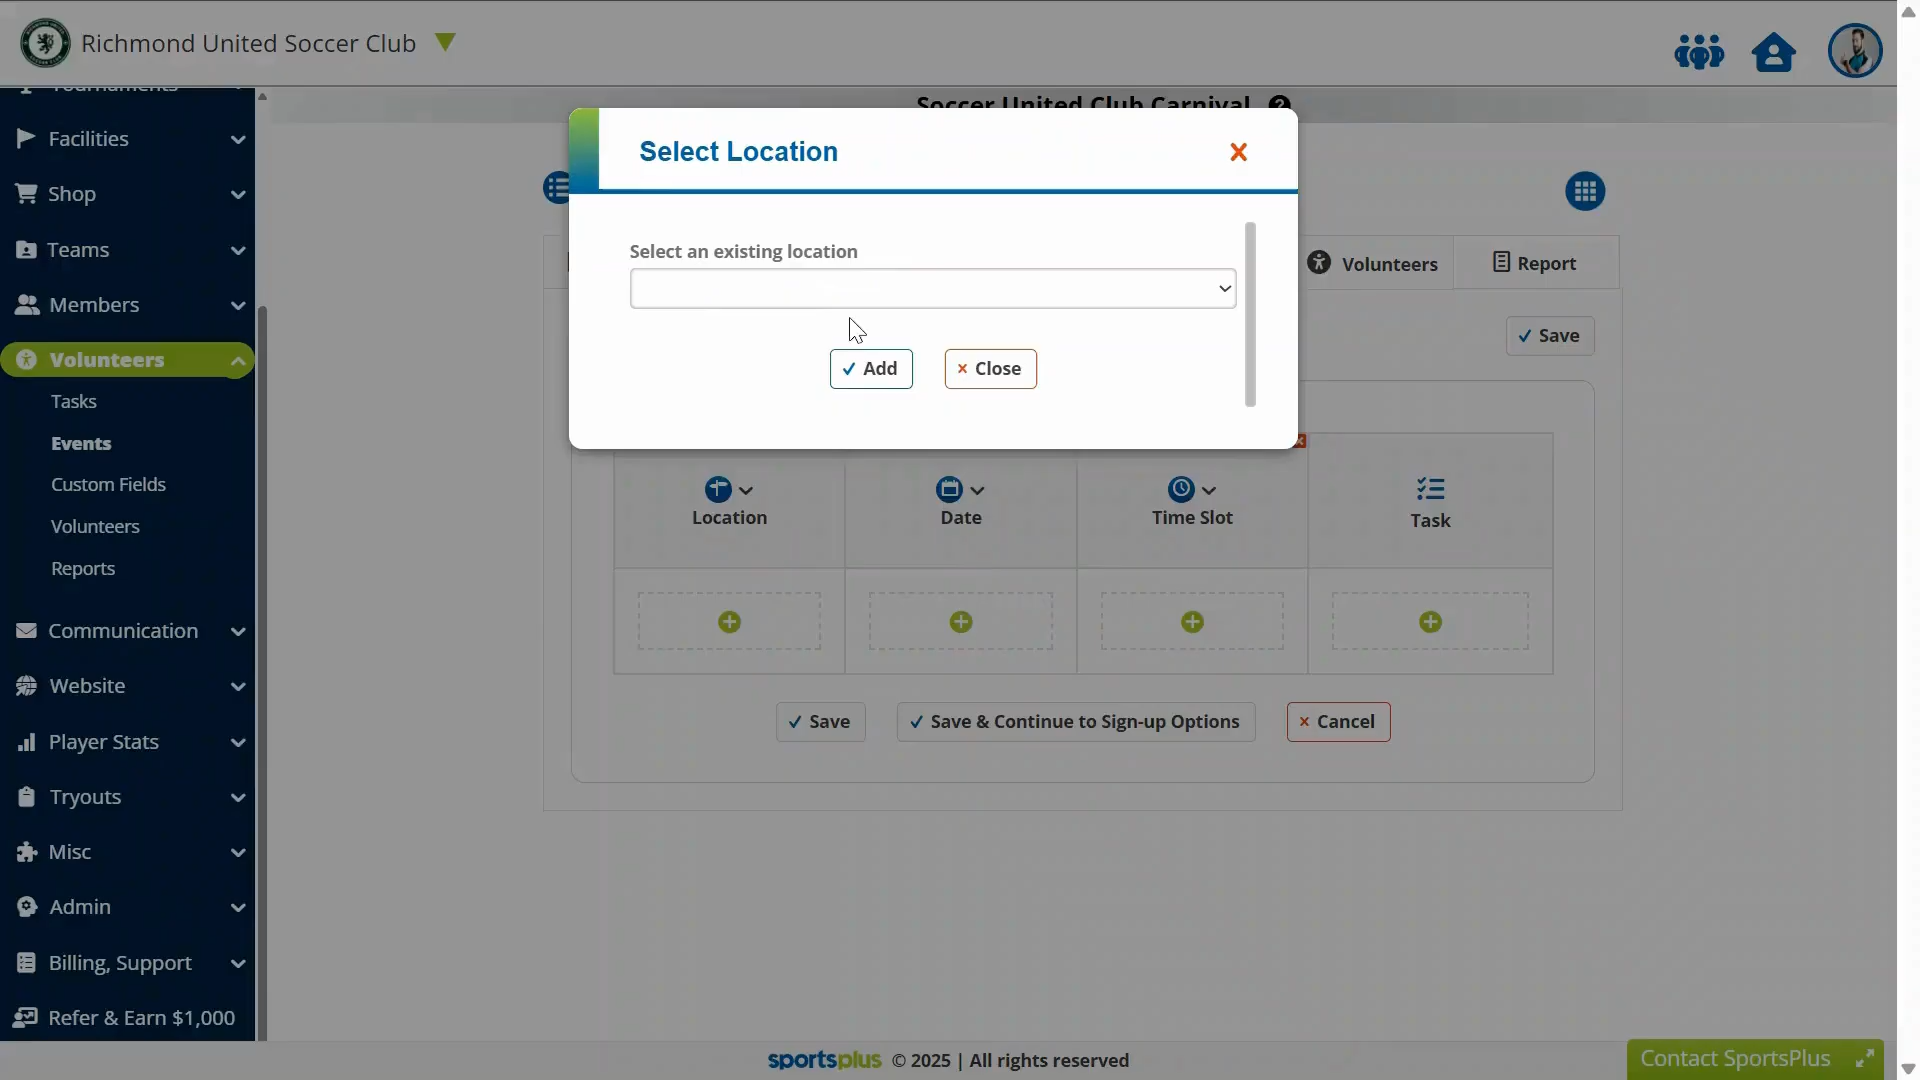 Richmond United Soccer Club
Tournaments
Facilities
Shop
Teams
Members
Volunteers
Tasks
Events
Custom Fields
Volunteers
Reports
Communication
Website
Player Stats
Tryouts
Misc
Admin
Billing, Support
Refer & Earn $1,000
Soccer United Club Carnival ?
Select Location
Select an existing location
Add
Close
Volunteers
Report
Save
Location
Date
Time Slot
Task
Save
Save & Continue to Sign-up Options
Cancel
sportsplus © 2025 | All rights reserved
Contact SportsPlus